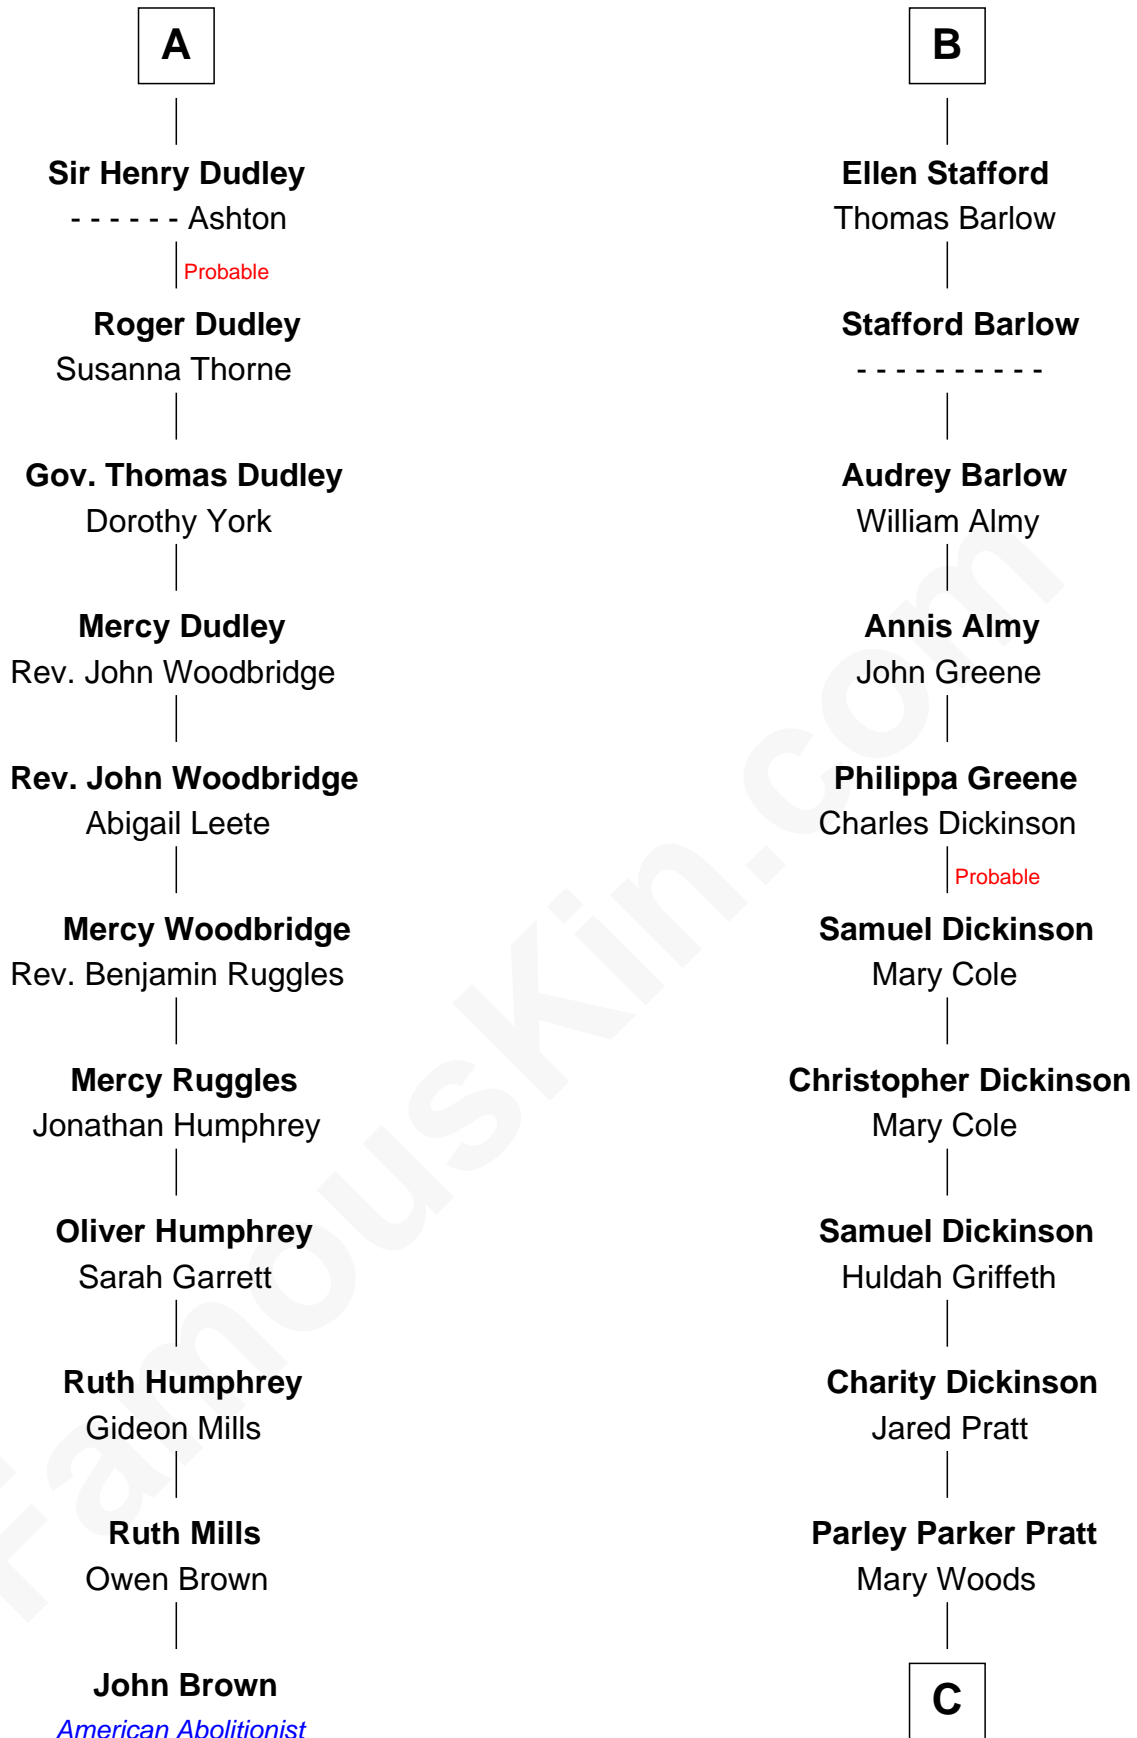 A
Sir Henry Dudley
- - - - - - Ashton
Probable
Roger Dudley
Susanna Thorne
Gov. Thomas Dudley
Dorothy York
Mercy Dudley
Rev. John Woodbridge
Rev. John Woodbridge
Abigail Leete
Mercy Woodbridge
Rev. Benjamin Ruggles
Mercy Ruggles
Jonathan Humphrey
Oliver Humphrey
Sarah Garrett
Ruth Humphrey
Gideon Mills
Ruth Mills
Owen Brown
John Brown
American Abolitionist
B
Ellen Stafford
Thomas Barlow
Stafford Barlow
- - - - - - - - - -
Audrey Barlow
William Almy
Annis Almy
John Greene
Philippa Greene
Charles Dickinson
Probable
Samuel Dickinson
Mary Cole
Christopher Dickinson
Mary Cole
Samuel Dickinson
Huldah Griffeth
Charity Dickinson
Jared Pratt
Parley Parker Pratt
Mary Woods
C
FamousKin.com